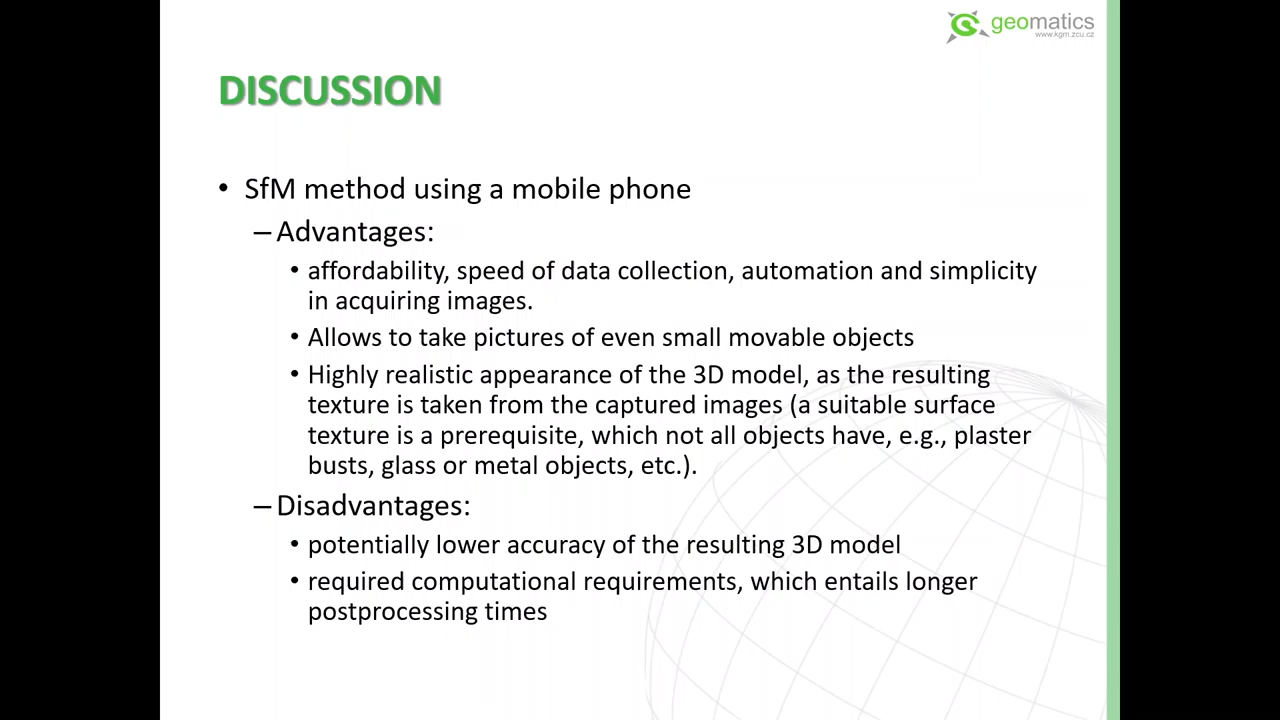 geomatics
www.kgm.zcu.cz
DISCUSSION
• SfM method using a mobile phone
– Advantages:
• affordability, speed of data collection, automation and simplicity
in acquiring images.
• Allows to take pictures of even small movable objects
• Highly realistic appearance of the 3D model, as the resulting
texture is taken from the captured images (a suitable surface
texture is a prerequisite, which not all objects have, e.g., plaster
busts, glass or metal objects, etc.).
– Disadvantages:
• potentially lower accuracy of the resulting 3D model
• required computational requirements, which entails longer
postprocessing times